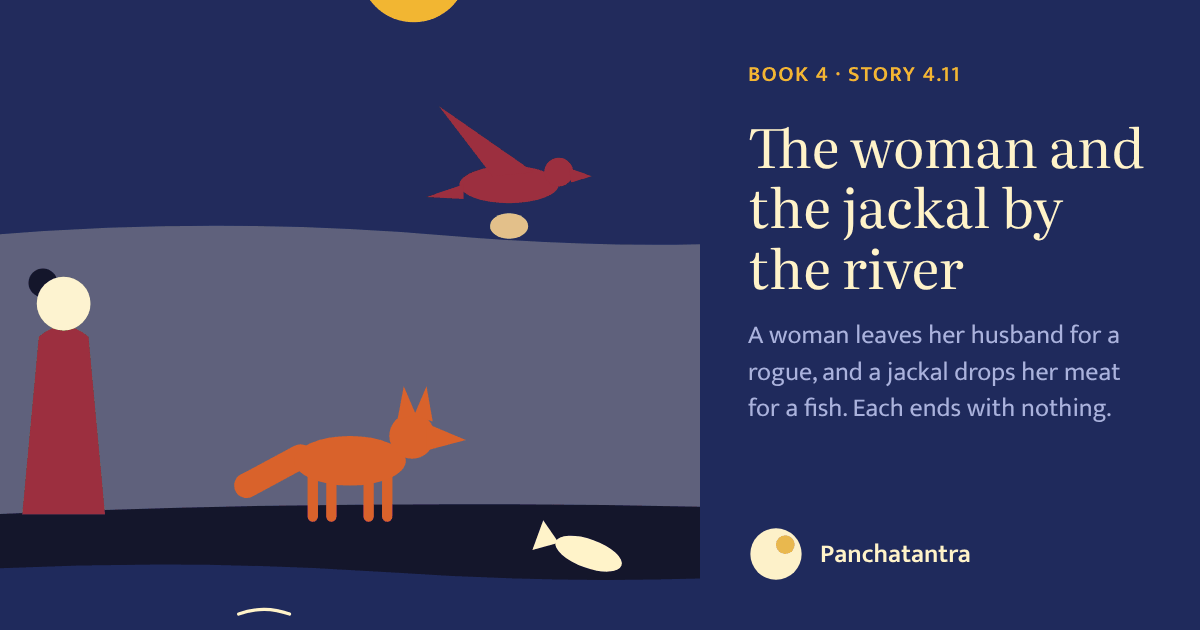 BOOK 4 · STORY 4.11
The woman and
the jackal by
the river
A woman leaves her husband for a
rogue, and a jackal drops her meat
for a fish. Each ends with nothing.
Panchatantra